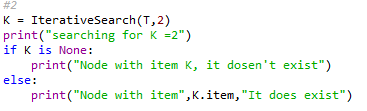 #2
K = IterativeSearch(T,2)
print("searching for K =2")
if K is None:
    print("Node with item K, it dosen't exist")
else:
    print("Node with item",K.item,"It does exist")